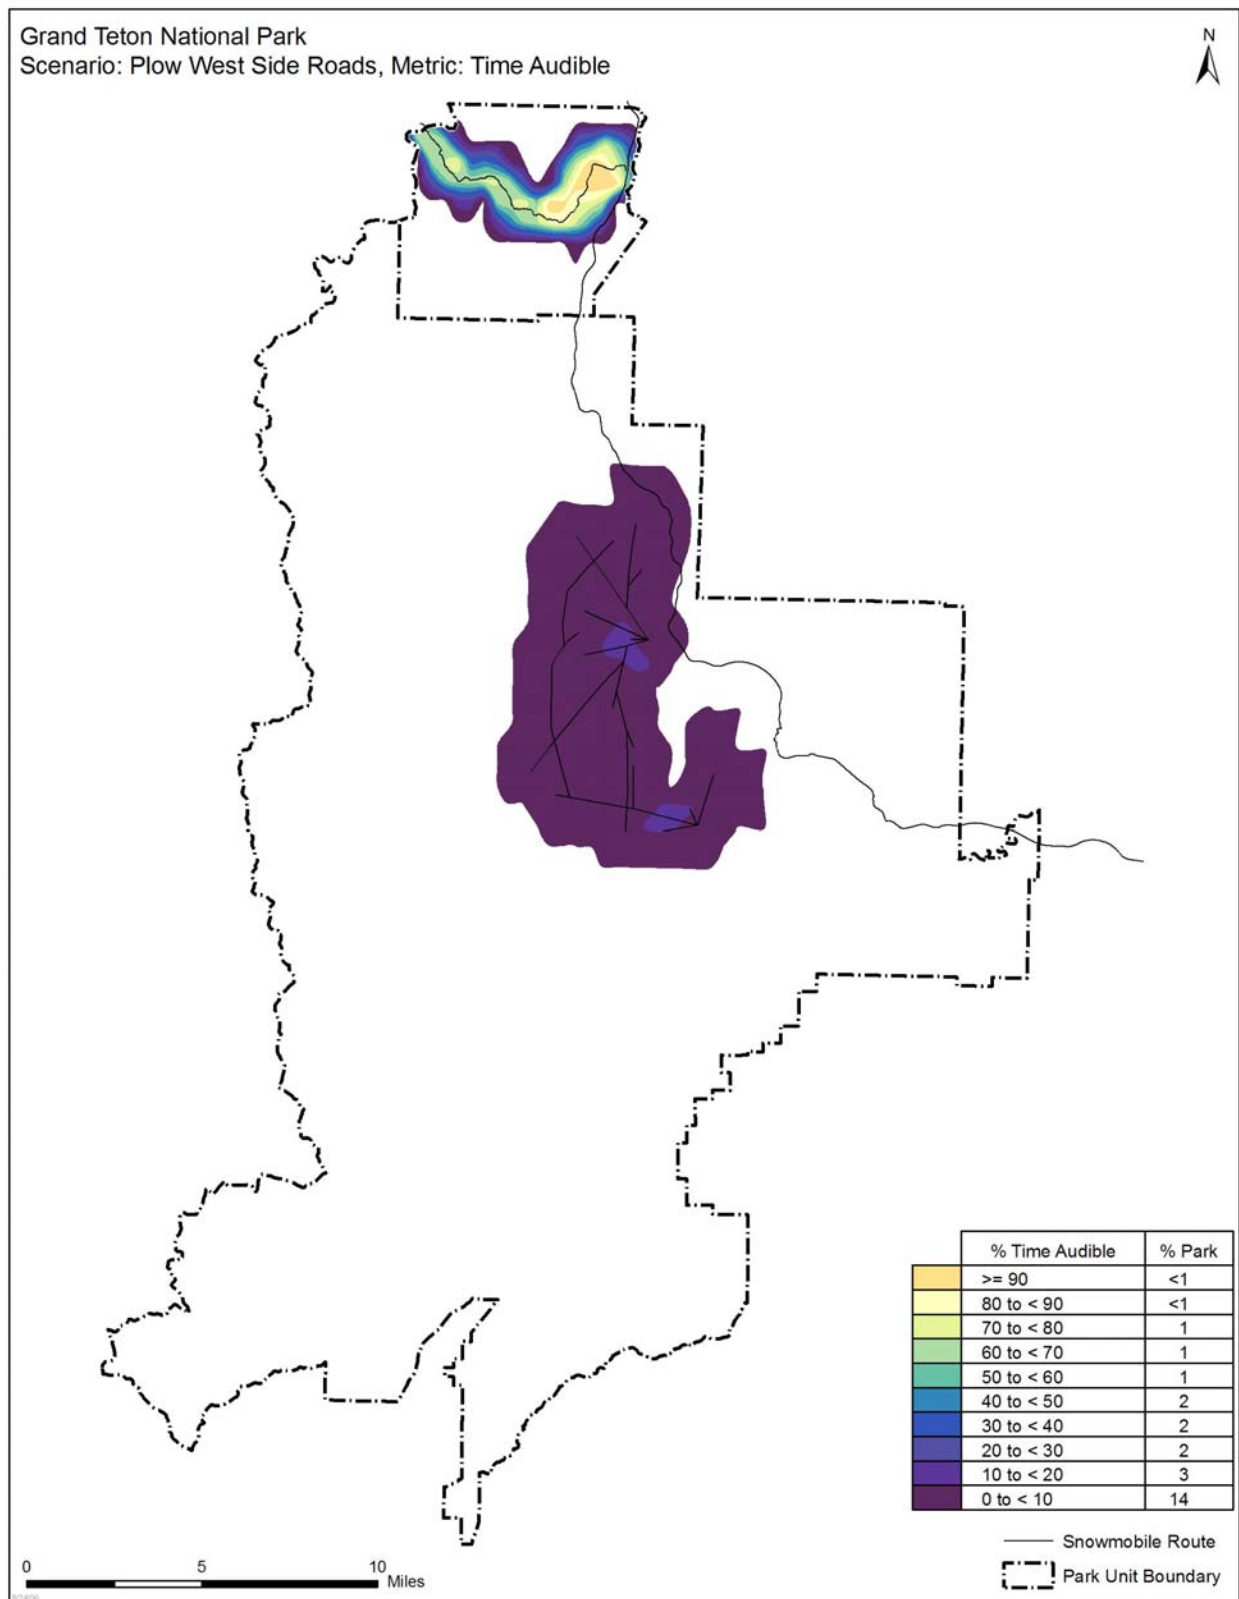 Grand Teton National Park
Scenario: Plow West Side Roads, Metric: Time Audible
N
% Time Audible % Park
>= 90 <1
80 to < 90 <1
70 to < 80 1
60 to < 70 1
50 to < 60 1
40 to < 50 2
30 to < 40 2
20 to < 30 2
10 to < 20 3
0 to < 10 14
Snowmobile Route
Park Unit Boundary
0 5 10
Miles